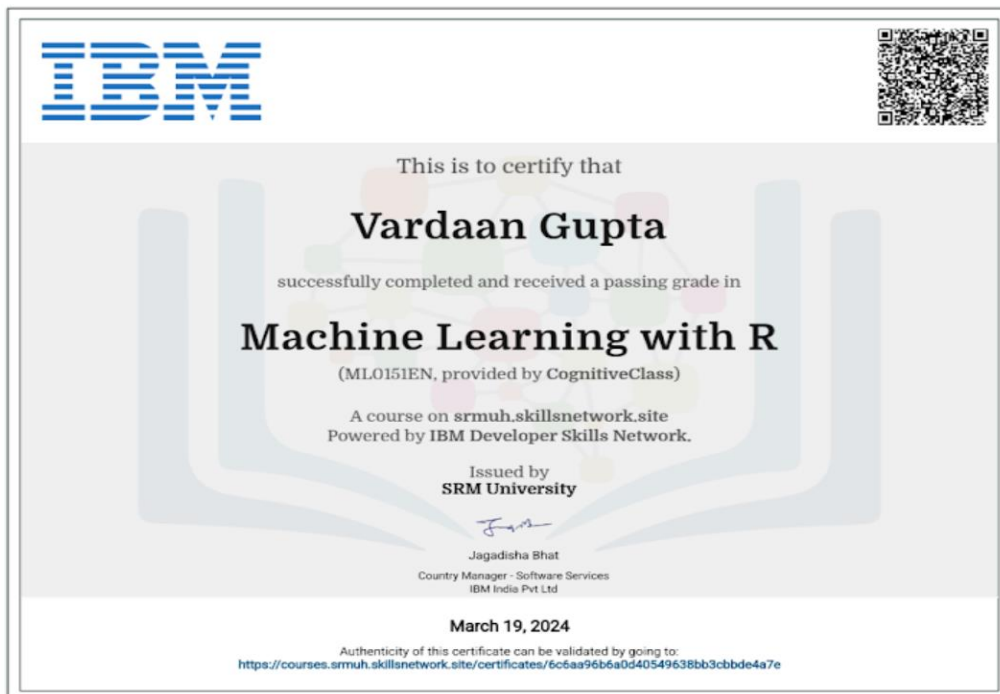 IBM
This is to certify that
Vardaan Gupta
successfully completed and received a passing grade in
Machine Learning with R
(ML0151EN, provided by CognitiveClass)
A course on srmuh.skillsnetwork.site
Powered by IBM Developer Skills Network.
Issued by
SRM University
Jagadisha Bhat
Country Manager - Software Services
IBM India Pvt Ltd
March 19, 2024
Authenticity of this certificate can be validated by going to:
https://courses.srmuh.skillsnetwork.site/certificates/6c6aa96b6a0d40549638bb3cbbde4a7e